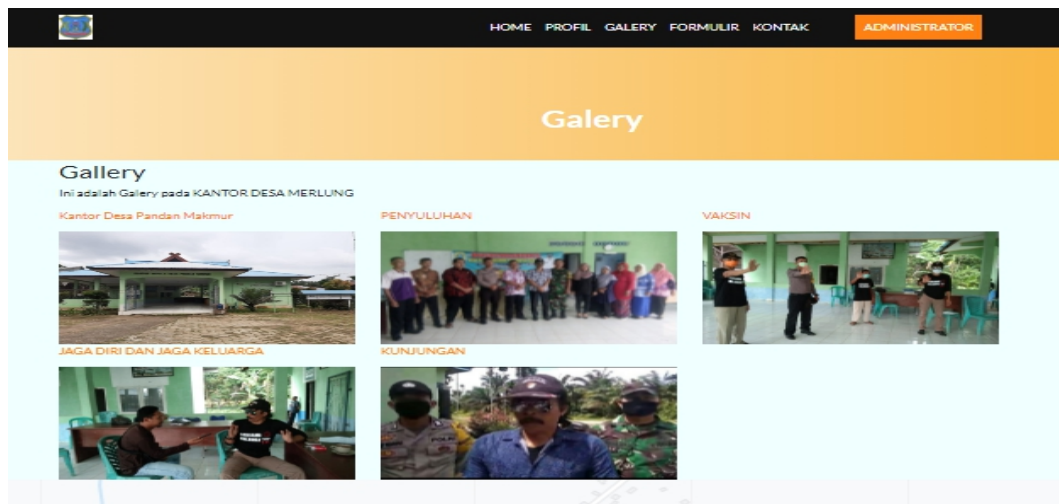 HOME PROFIL GALERY FORMULIR KONTAK ADMINISTRATOR
Galery
Gallery
Ini adalah Galery pada KANTOR DESA MERLUNG
Kantor Desa Pandan Makmur PENYULUHAN VAKSIN
JAGA DIRI DAN JAGA KELUARGA KUNJUNGAN